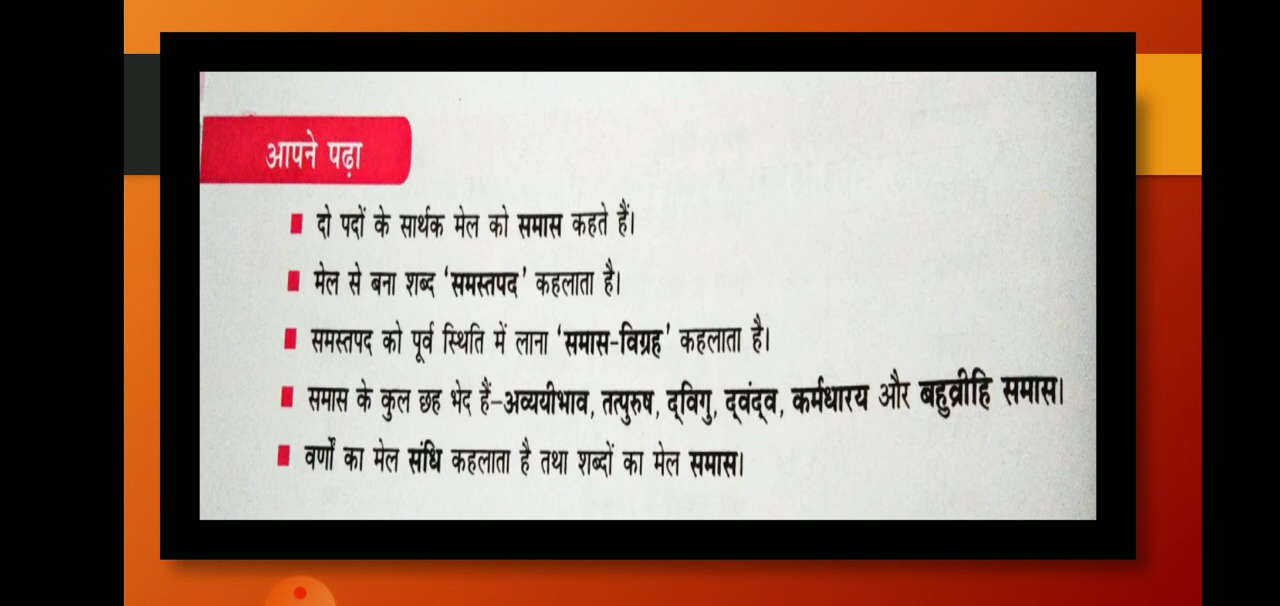 आपने पढ़ा
दो पदों के सार्थक मेल को समास कहते हैं।
मेल से बना शब्द ‘समस्तपद’ कहलाता है।
समस्तपद को पूर्व स्थिति में लाना ‘समास-विग्रह’ कहलाता है।
समास के कुल छह भेद हैं–अव्ययीभाव, तत्पुरुष, द्‌विगु, द्‌वंद्‌व, कर्मधारय और बहुव्रीहि समास।
वर्णों का मेल संधि कहलाता है तथा शब्दों का मेल समास।